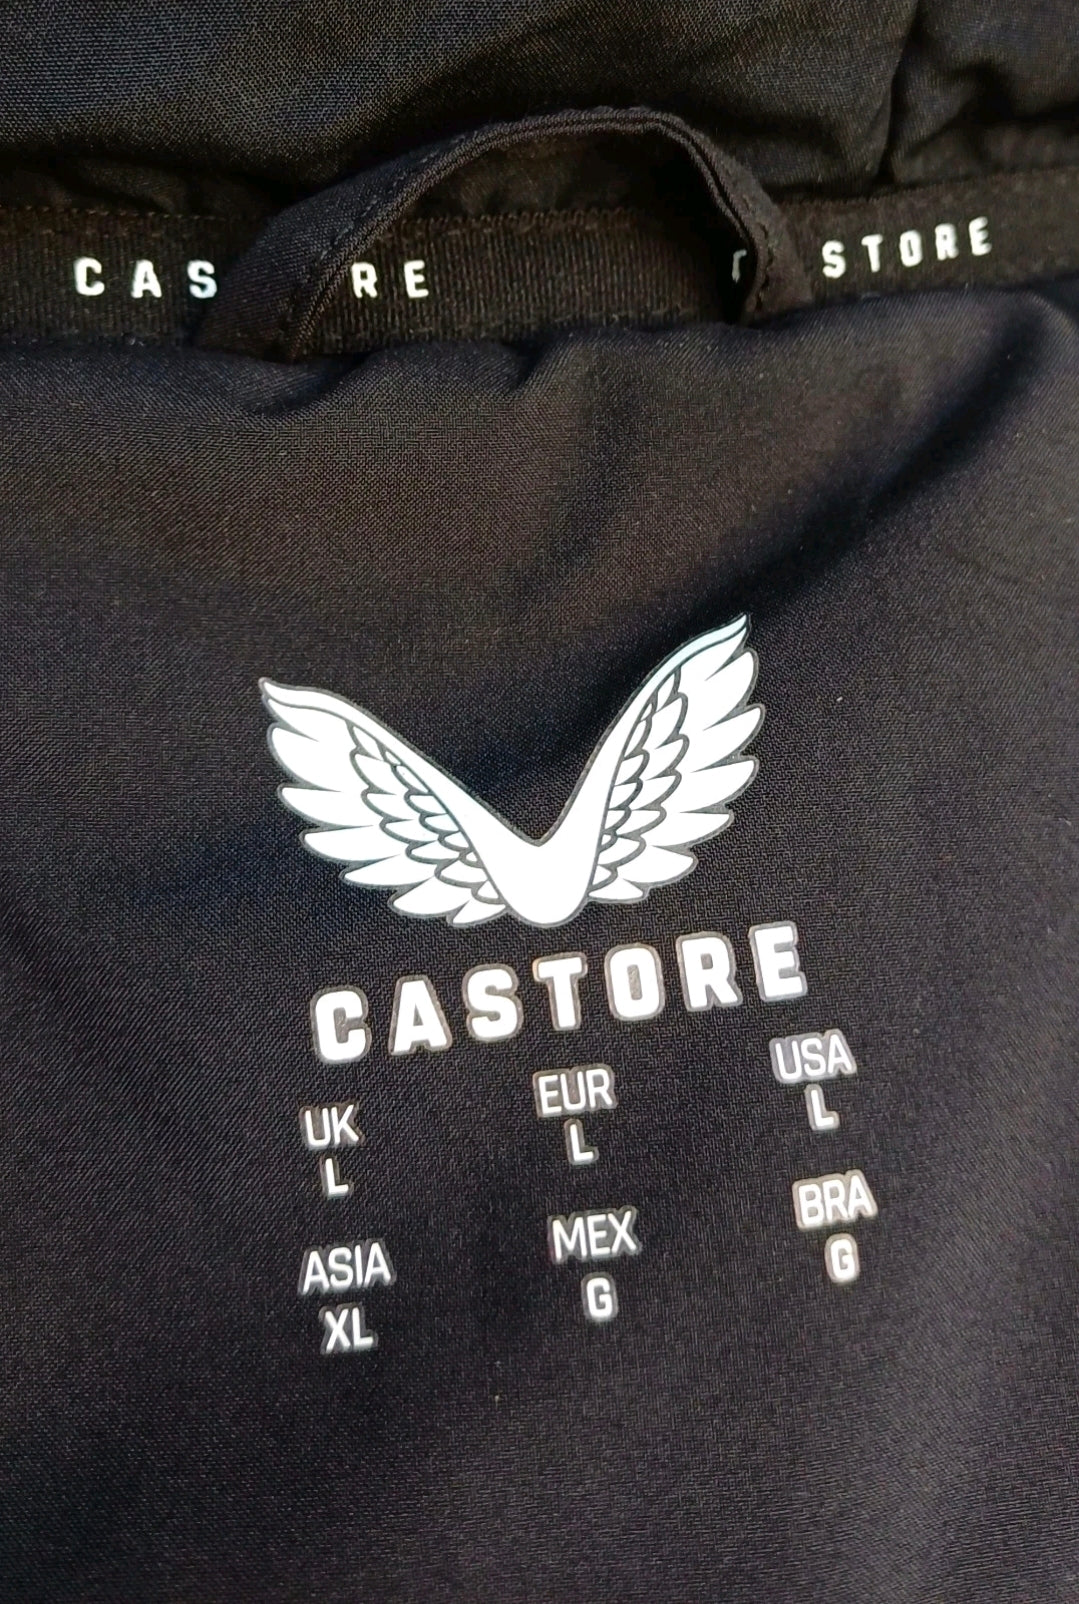 CAS RE STORE
CASTORE
UK EUR USA
L L L
ASIA MEX BRA
XL G G